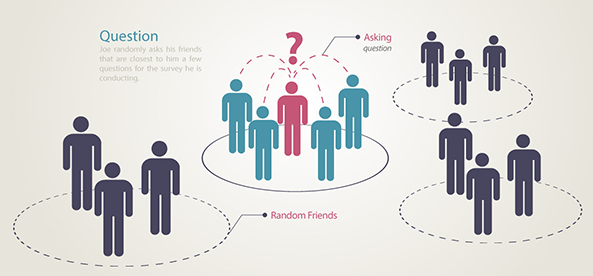 Question
Joe randomly asks his friends
that are closest to him a few
questions for the survey he is
conducting.
?
Asking
question
Random Friends